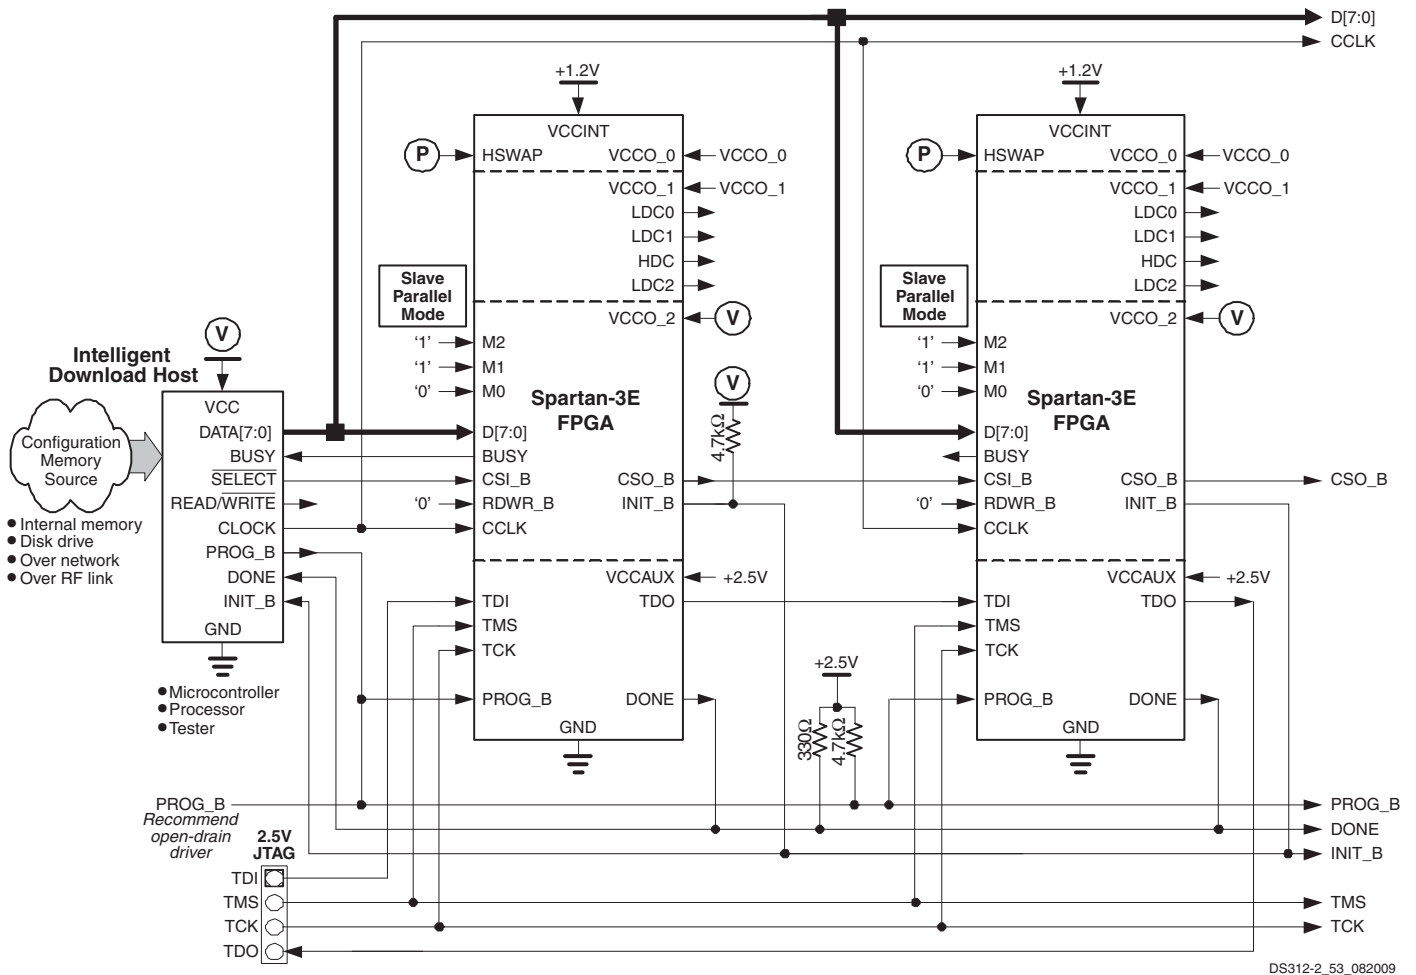 D[7:0]
CCLK
+1.2V
+1.2V
VCCINT
VCCINT
P
HSWAP
VCCO_0
VCCO_0
P
HSWAP
VCCO_0
VCCO_0
VCCO_1
VCCO_1
VCCO_1
VCCO_1
LDC0
LDC0
LDC1
LDC1
HDC
HDC
LDC2
LDC2
Slave
Parallel
Mode
Slave
Parallel
Mode
VCCO_2
V
VCCO_2
V
V
Intelligent
Download Host
'1'
M2
'1'
M2
'1'
M1
'1'
M1
'0'
M0
'0'
M0
Spartan-3E
FPGA
Spartan-3E
FPGA
V
4.7kΩ
VCC
DATA[7:0]
D[7:0]
D[7:0]
Configuration
Memory
Source
BUSY
BUSY
BUSY
SELECT
CSI_B
CSO_B
CSI_B
CSO_B
CSO_B
READ/WRITE
'0'
RDWR_B
INIT_B
'0'
RDWR_B
INIT_B
CLOCK
CCLK
CCLK
● Internal memory
● Disk drive
● Over network
● Over RF link
PROG_B
DONE
VCCAUX
+2.5V
VCCAUX
+2.5V
INIT_B
TDI
TDO
TDI
TDO
GND
TMS
TMS
TCK
TCK
● Microcontroller
● Processor
● Tester
+2.5V
PROG_B
DONE
PROG_B
DONE
GND
GND
330Ω
4.7kΩ
PROG_B
PROG_B
Recommend
open-drain
driver
DONE
2.5V
JTAG
INIT_B
TDI
TMS
TMS
TCK
TCK
TDO
DS312-2_53_082009